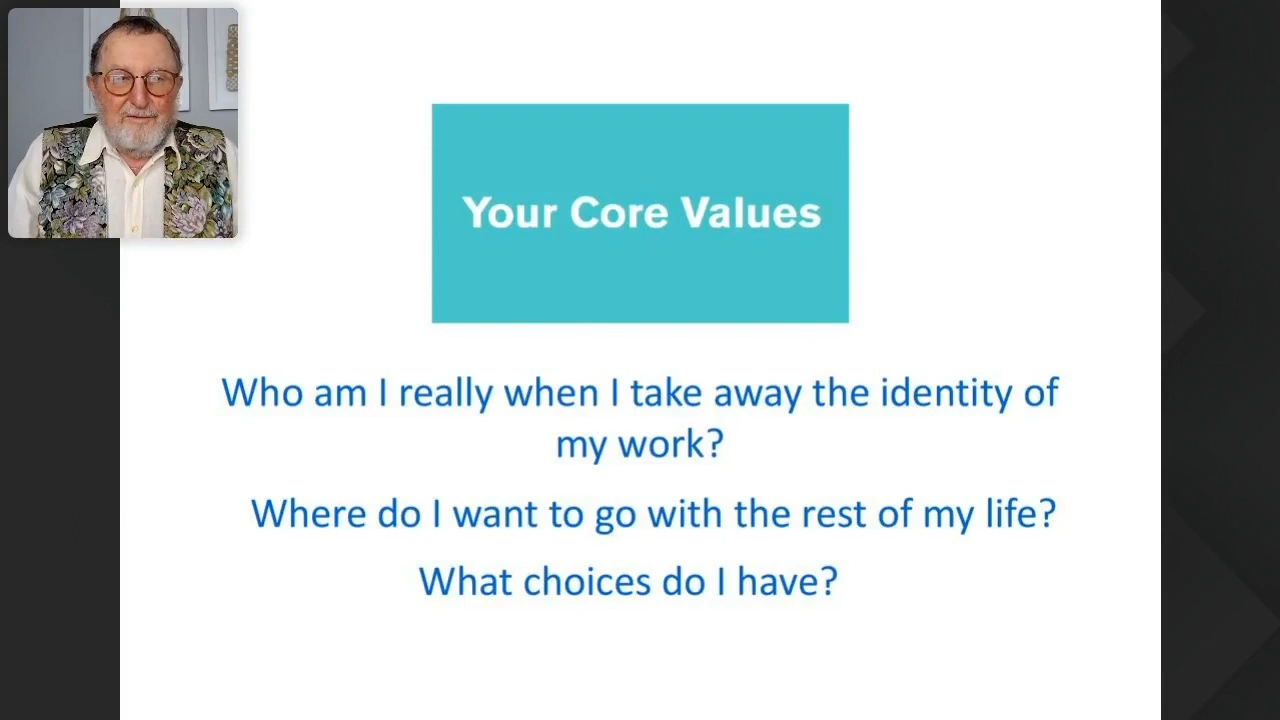 Your Core Values
Who am I really when I take away the identity of
my work?
Where do I want to go with the rest of my life?
What choices do I have?